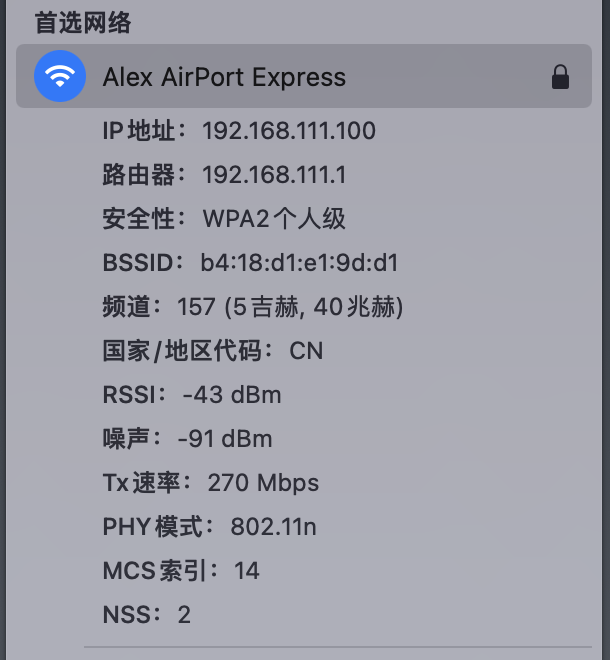 首选网络
Alex AirPort Express
IP地址： 192.168.111.100
路由器： 192.168.111.1
安全性： WPA2个人级
BSSID： b4:18:d1:e1:9d:d1
频道： 157 (5吉赫, 40兆赫)
国家/地区代码： CN
RSSI： -43 dBm
噪声： -91 dBm
Tx速率： 270 Mbps
PHY模式： 802.11n
MCS索引： 14
NSS： 2